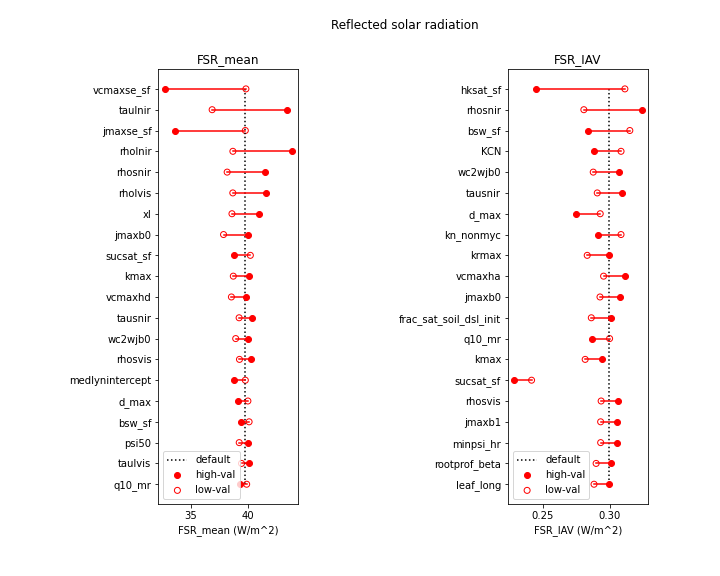 Reflected solar radiation
FSR_mean
vcmaxse_sf
taulnir
jmaxse_sf
rholnir
rhosnir
rholvis
xl
jmaxb0
sucsat_sf
kmax
vcmaxhd
tausnir
wc2wjb0
rhosvis
medlynintercept
d_max
bsw_sf
psi50
taulvis
q10_mr
default
high-val
low-val
35 40
FSR_mean (W/m^2)
FSR_IAV
hksat_sf
rhosnir
bsw_sf
KCN
wc2wjb0
tausnir
d_max
kn_nonmyc
krmax
vcmaxha
jmaxb0
frac_sat_soil_dsl_init
q10_mr
kmax
sucsat_sf
rhosvis
jmaxb1
minpsi_hr
rootprof_beta
leaf_long
default
high-val
low-val
0.25 0.30
FSR_IAV (W/m^2)